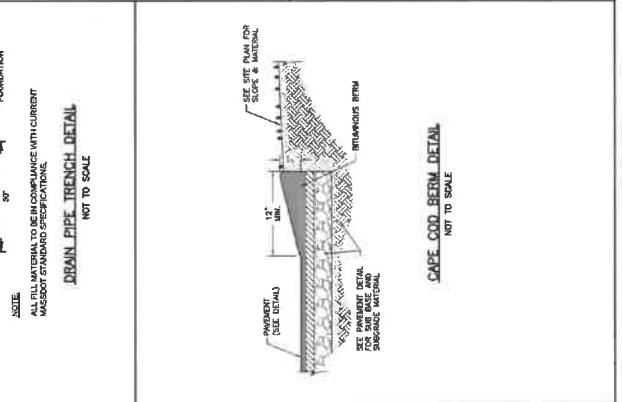 FOUNDATION
30"
NOTE:
ALL FILL MATERIAL TO BE IN COMPLIANCE WITH CURRENT
MASSDOT STANDARD SPECIFICATIONS.
DRAIN PIPE TRENCH DETAIL
NOT TO SCALE
SEE SITE PLAN FOR
SLOPE & MATERIAL
12"
MIN.
PAVEMENT
(SEE DETAIL)
BITUMINOUS BERM
SEE PAVEMENT DETAIL
FOR SUB BASE AND
SUBGRADE MATERIAL
CAPE COD BERM DETAIL
NOT TO SCALE